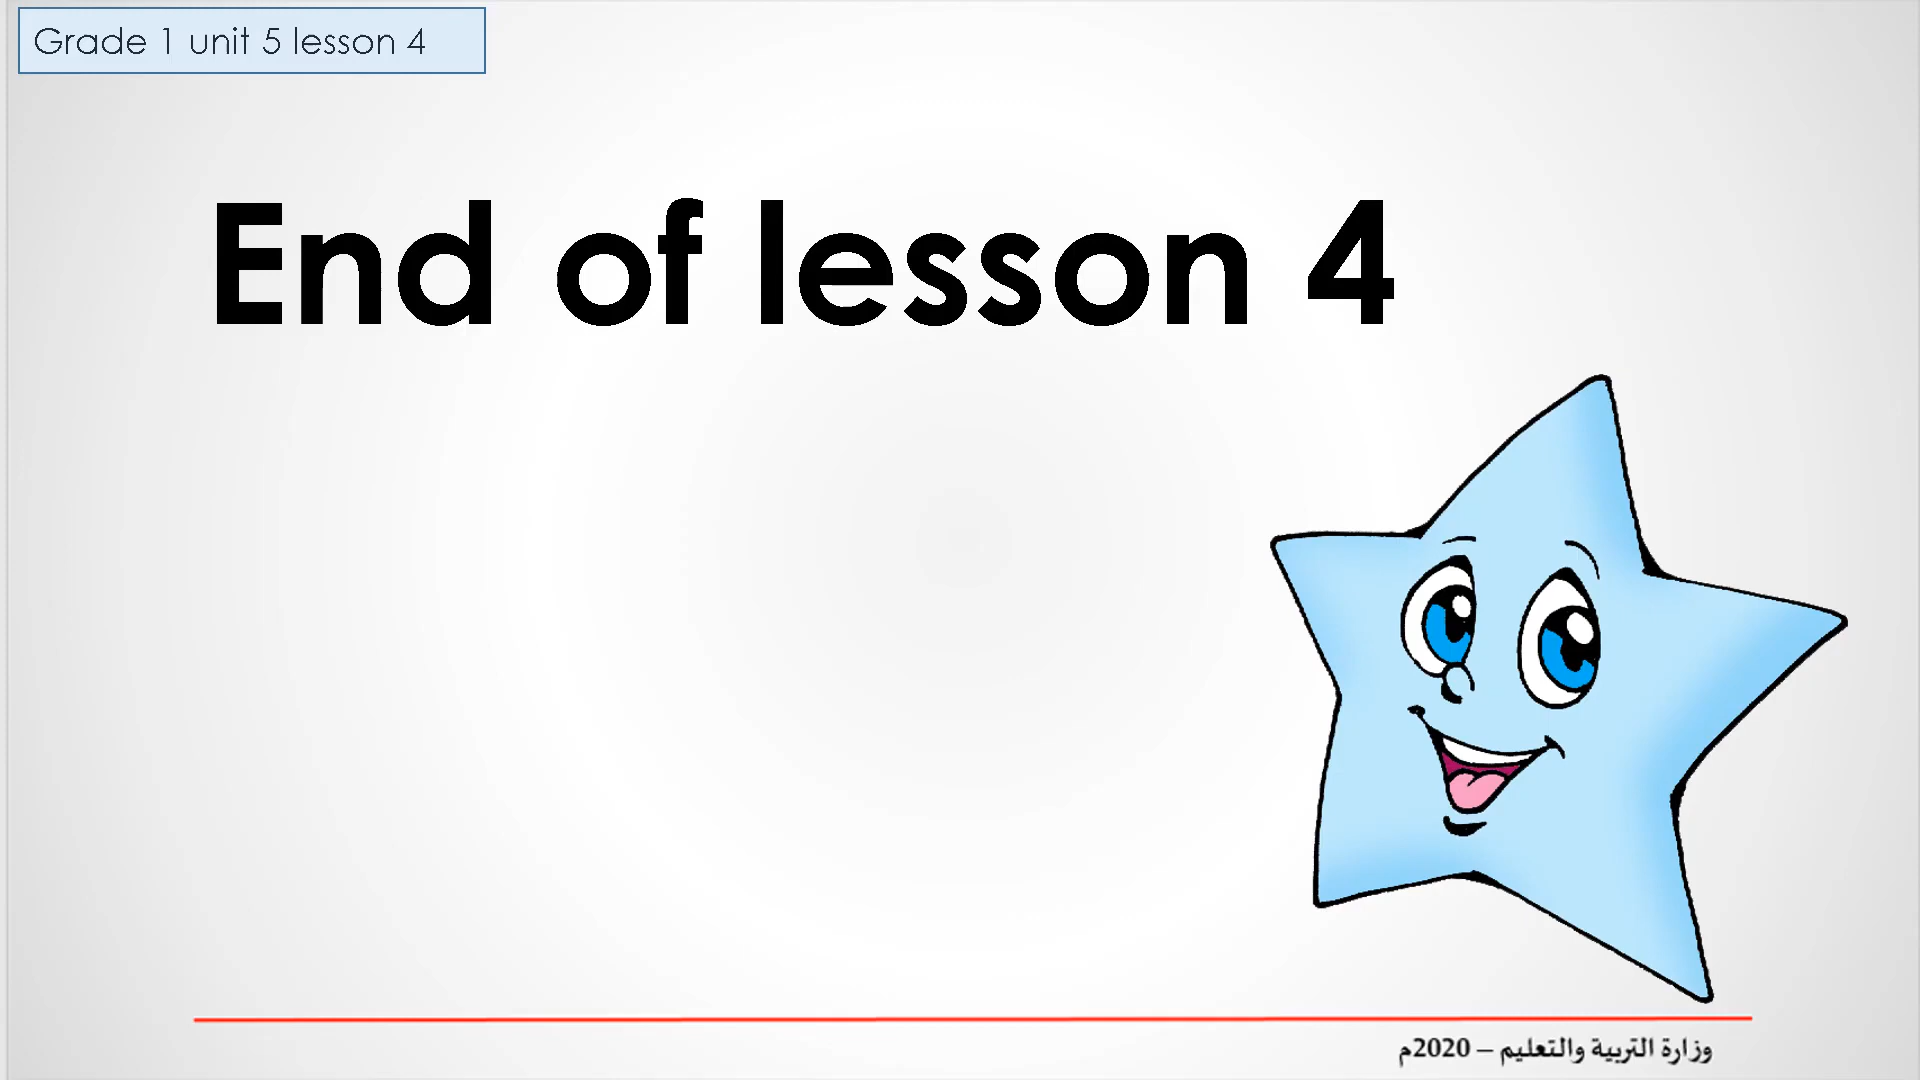 Grade 1 unit 5 lesson 4
End of lesson 4
وزارة التربية والتعليم – 2020م